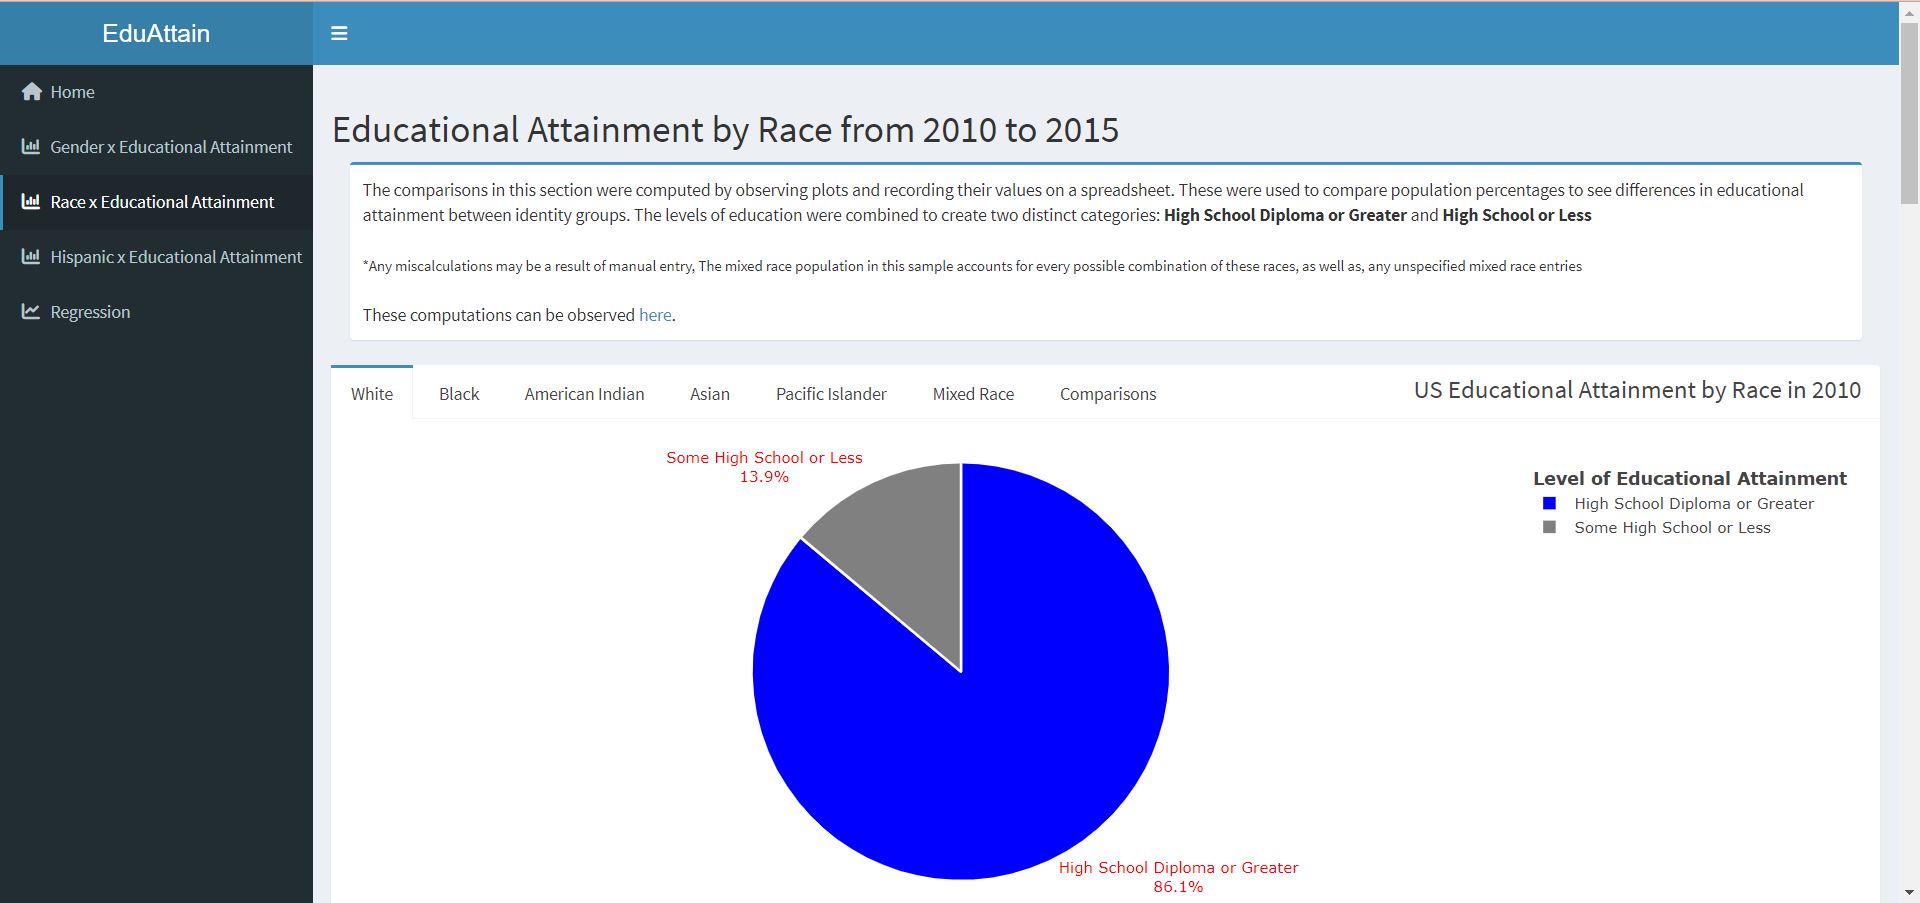 EduAttain
Home
Gender x Educational Attainment
Race x Educational Attainment
Hispanic x Educational Attainment
Regression
Educational Attainment by Race from 2010 to 2015
The comparisons in this section were computed by observing plots and recording their values on a spreadsheet. These were used to compare population percentages to see differences in educational
attainment between identity groups. The levels of education were combined to create two distinct categories: High School Diploma or Greater and High School or Less
*Any miscalculations may be a result of manual entry, The mixed race population in this sample accounts for every possible combination of these races, as well as, any unspecified mixed race entries
These computations can be observed here.
White Black American Indian Asian Pacific Islander Mixed Race Comparisons US Educational Attainment by Race in 2010
Some High School or Less
13.9%
Level of Educational Attainment
High School Diploma or Greater
Some High School or Less
High School Diploma or Greater
86.1%